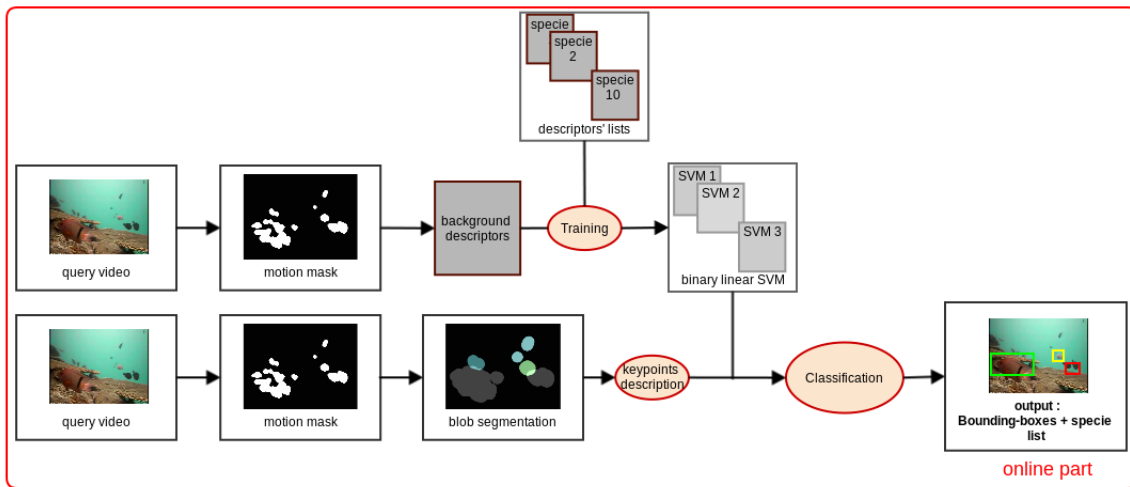 specie
specie
2
specie
10
descriptors' lists
query video
motion mask
background
descriptors
Training
SVM 1
SVM 2
SVM 3
binary linear SVM
query video
motion mask
blob segmentation
keypoints
description
Classification
output :
Bounding-boxes + specie
list
online part